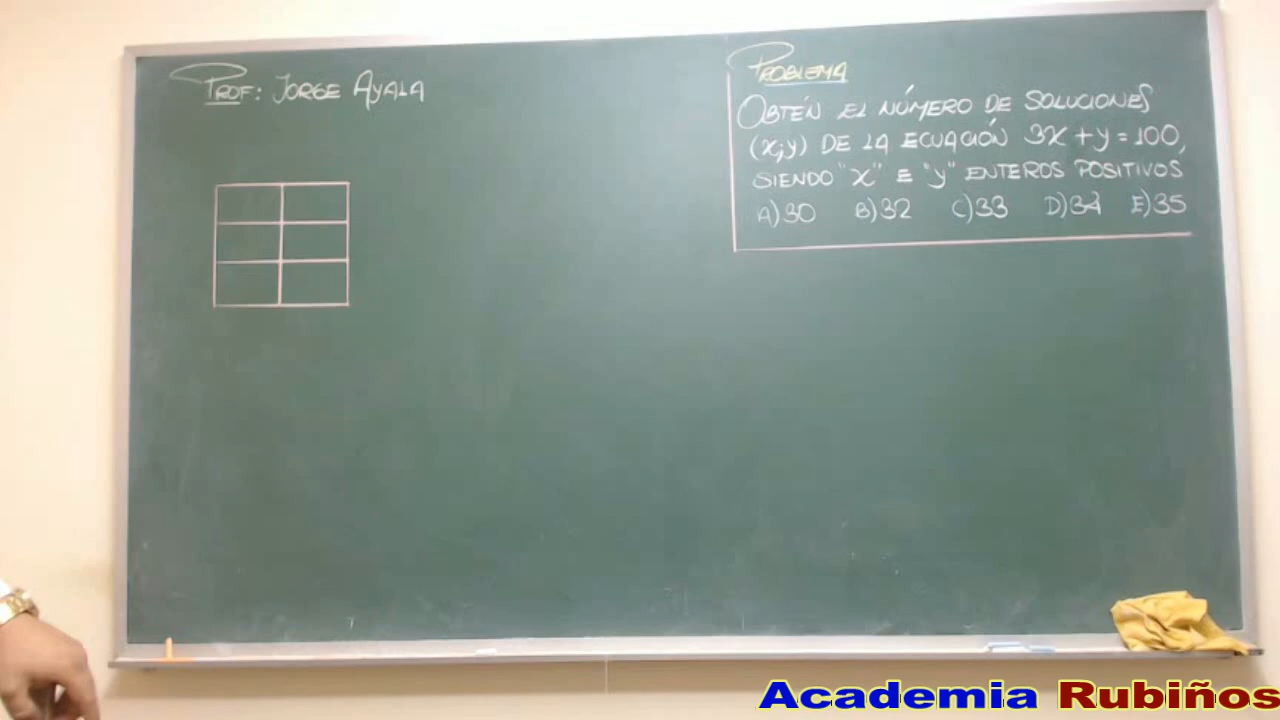 PROF: JORGE AYALA
PROBLEMA
OBTÉN EL NÚMERO DE SOLUCIONES
(x;y) DE LA ECUACIÓN 3x + y = 100,
SIENDO "x" E "y" ENTEROS POSITIVOS
A) 30 B) 32 C) 33 D) 34 E) 35
Academia Rubiños